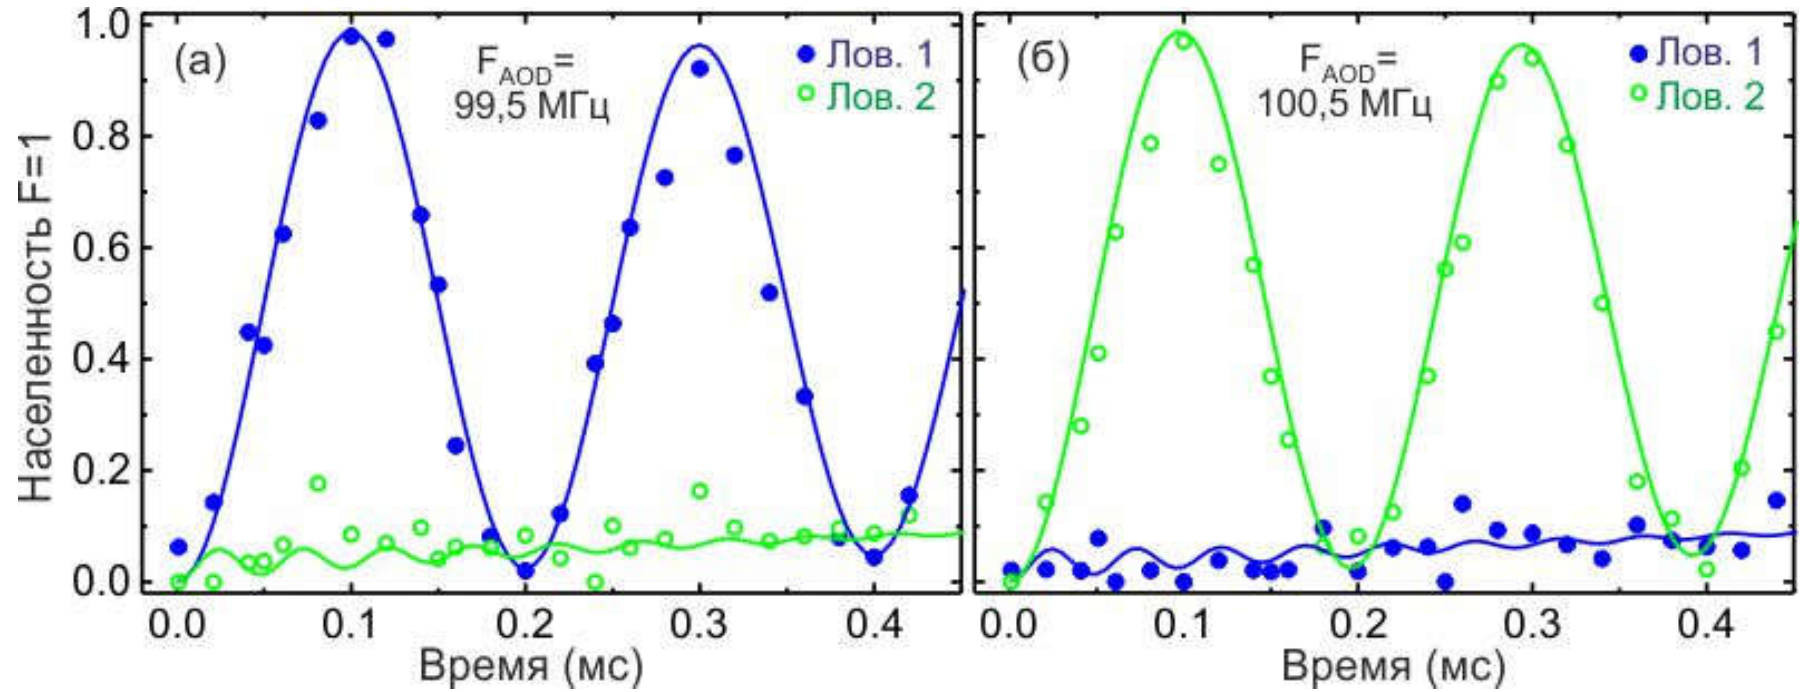 (а)
F_AOD=
99,5 МГц
Лов. 1
Лов. 2
(б)
F_AOD=
100,5 МГц
Лов. 1
Лов. 2
Населенность F=1
1.0
0.8
0.6
0.4
0.2
0.0
0.0 0.1 0.2 0.3 0.4
0.0 0.1 0.2 0.3 0.4
Время (мс)
Время (мс)